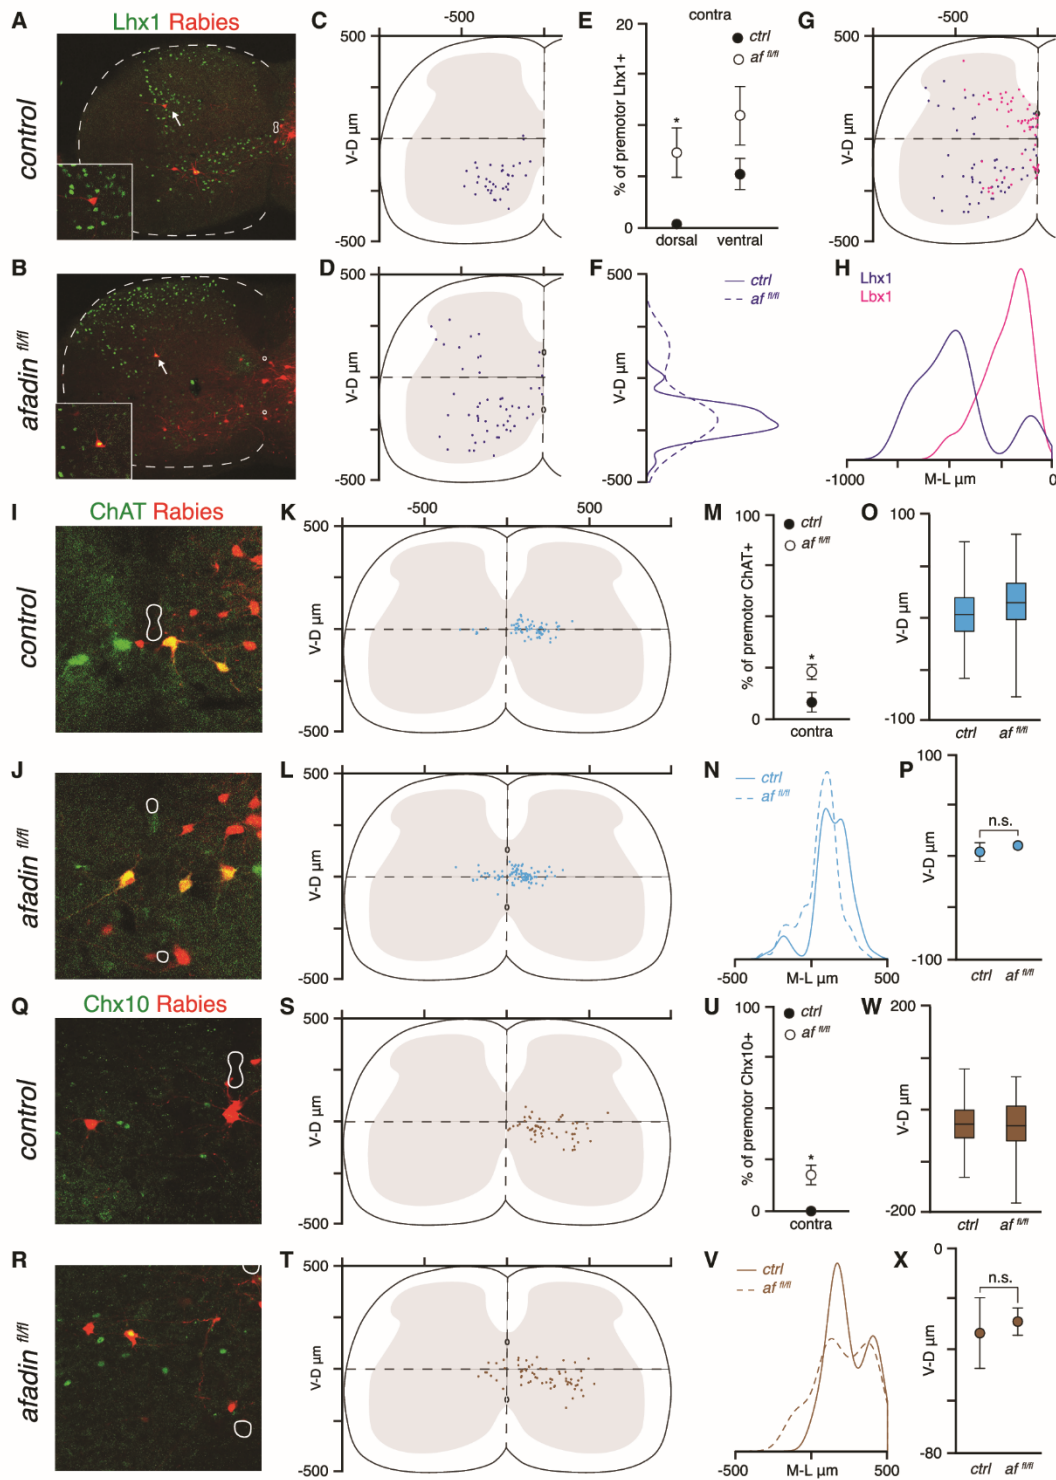 A
Lhx1 Rabies
control
C
-500
500
V-D µm
-500
E
contra
20
ctrl
af fl/fl
% of premotor Lhx1+
*
0
dorsal
ventral
G
-500
500
V-D µm
-500
B
afadin fl/fl
D
500
V-D µm
-500
F
500
ctrl
af fl/fl
V-D µm
-500
H
Lhx1
Lbx1
-1000
M-L µm
0
I
ChAT Rabies
control
K
-500
500
500
V-D µm
-500
M
100
ctrl
af fl/fl
% of premotor ChAT+
*
0
contra
O
100
V-D µm
-100
ctrl
af fl/fl
J
afadin fl/fl
L
500
V-D µm
-500
N
ctrl
af fl/fl
-500
M-L µm
500
P
100
n.s.
V-D µm
-100
ctrl
af fl/fl
Q
Chx10 Rabies
control
S
500
V-D µm
-500
U
100
ctrl
af fl/fl
% of premotor Chx10+
*
0
contra
W
200
V-D µm
-200
ctrl
af fl/fl
R
afadin fl/fl
T
500
V-D µm
-500
V
ctrl
af fl/fl
-500
M-L µm
500
X
0
n.s.
V-D µm
-80
ctrl
af fl/fl